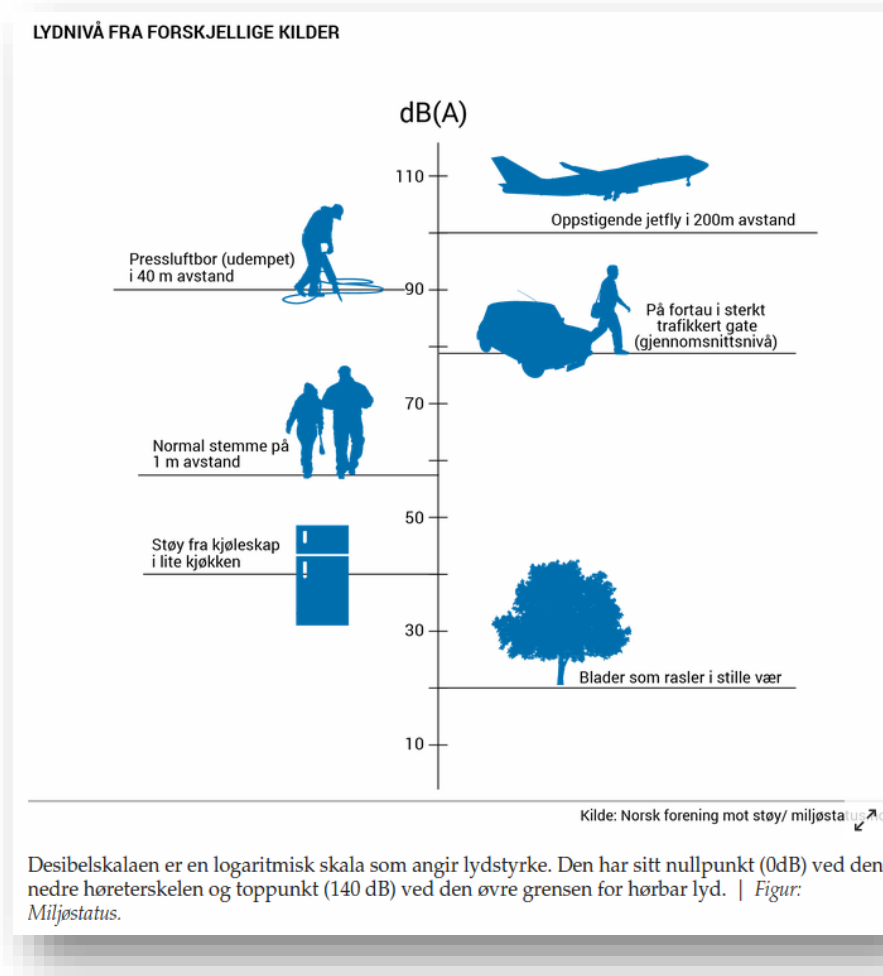 LYDNIVÅ FRA FORSKJELLIGE KILDER
dB(A)
110
Oppstigende jetfly i 200m avstand
Pressluftbor (udempet)
i 40 m avstand
90
På fortau i sterkt
trafikkert gate
(gjennomsnittsnivå)
70
Normal stemme på
1 m avstand
50
Støy fra kjøleskap
i lite kjøkken
30
Blader som rasler i stille vær
10
Kilde: Norsk forening mot støy/ miljøstatus.no
Desibelskalaen er en logaritmisk skala som angir lydstyrke. Den har sitt nullpunkt (0dB) ved den
nedre høreterskelen og toppunkt (140 dB) ved den øvre grensen for hørbar lyd. | Figur:
Miljøstatus.